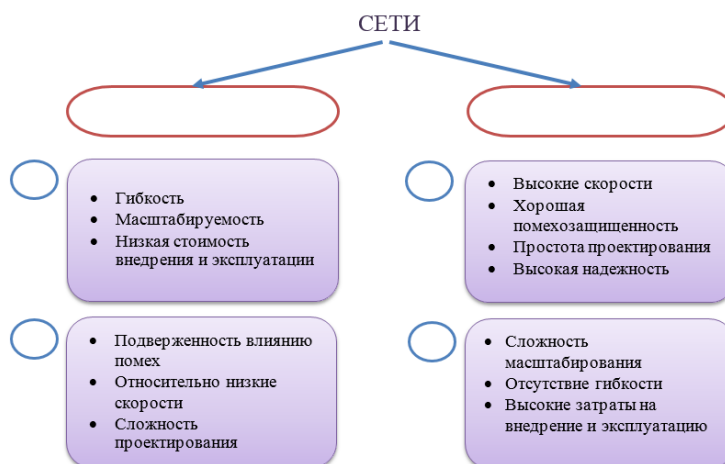 СЕТИ
• Гибкость
• Масштабируемость
• Низкая стоимость
внедрения и эксплуатации
• Высокие скорости
• Хорошая
помехозащищенность
• Простота проектирования
• Высокая надежность
• Подверженность влиянию
помех
• Относительно низкие
скорости
• Сложность
проектирования
• Сложность
масштабирования
• Отсутствие гибкости
• Высокие затраты на
внедрение и эксплуатацию